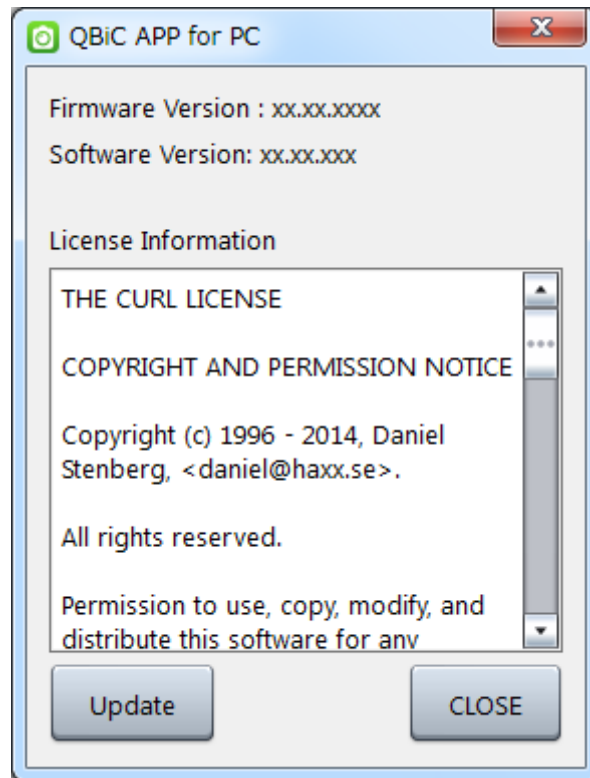 QBiC APP for PC
Firmware Version : xx.xx.xxxx
Software Version: xx.xx.xxx
License Information
THE CURL LICENSE
COPYRIGHT AND PERMISSION NOTICE
Copyright (c) 1996 - 2014, Daniel
Stenberg, <daniel@haxx.se>.
All rights reserved.
Permission to use, copy, modify, and
distribute this software for any
Update
CLOSE